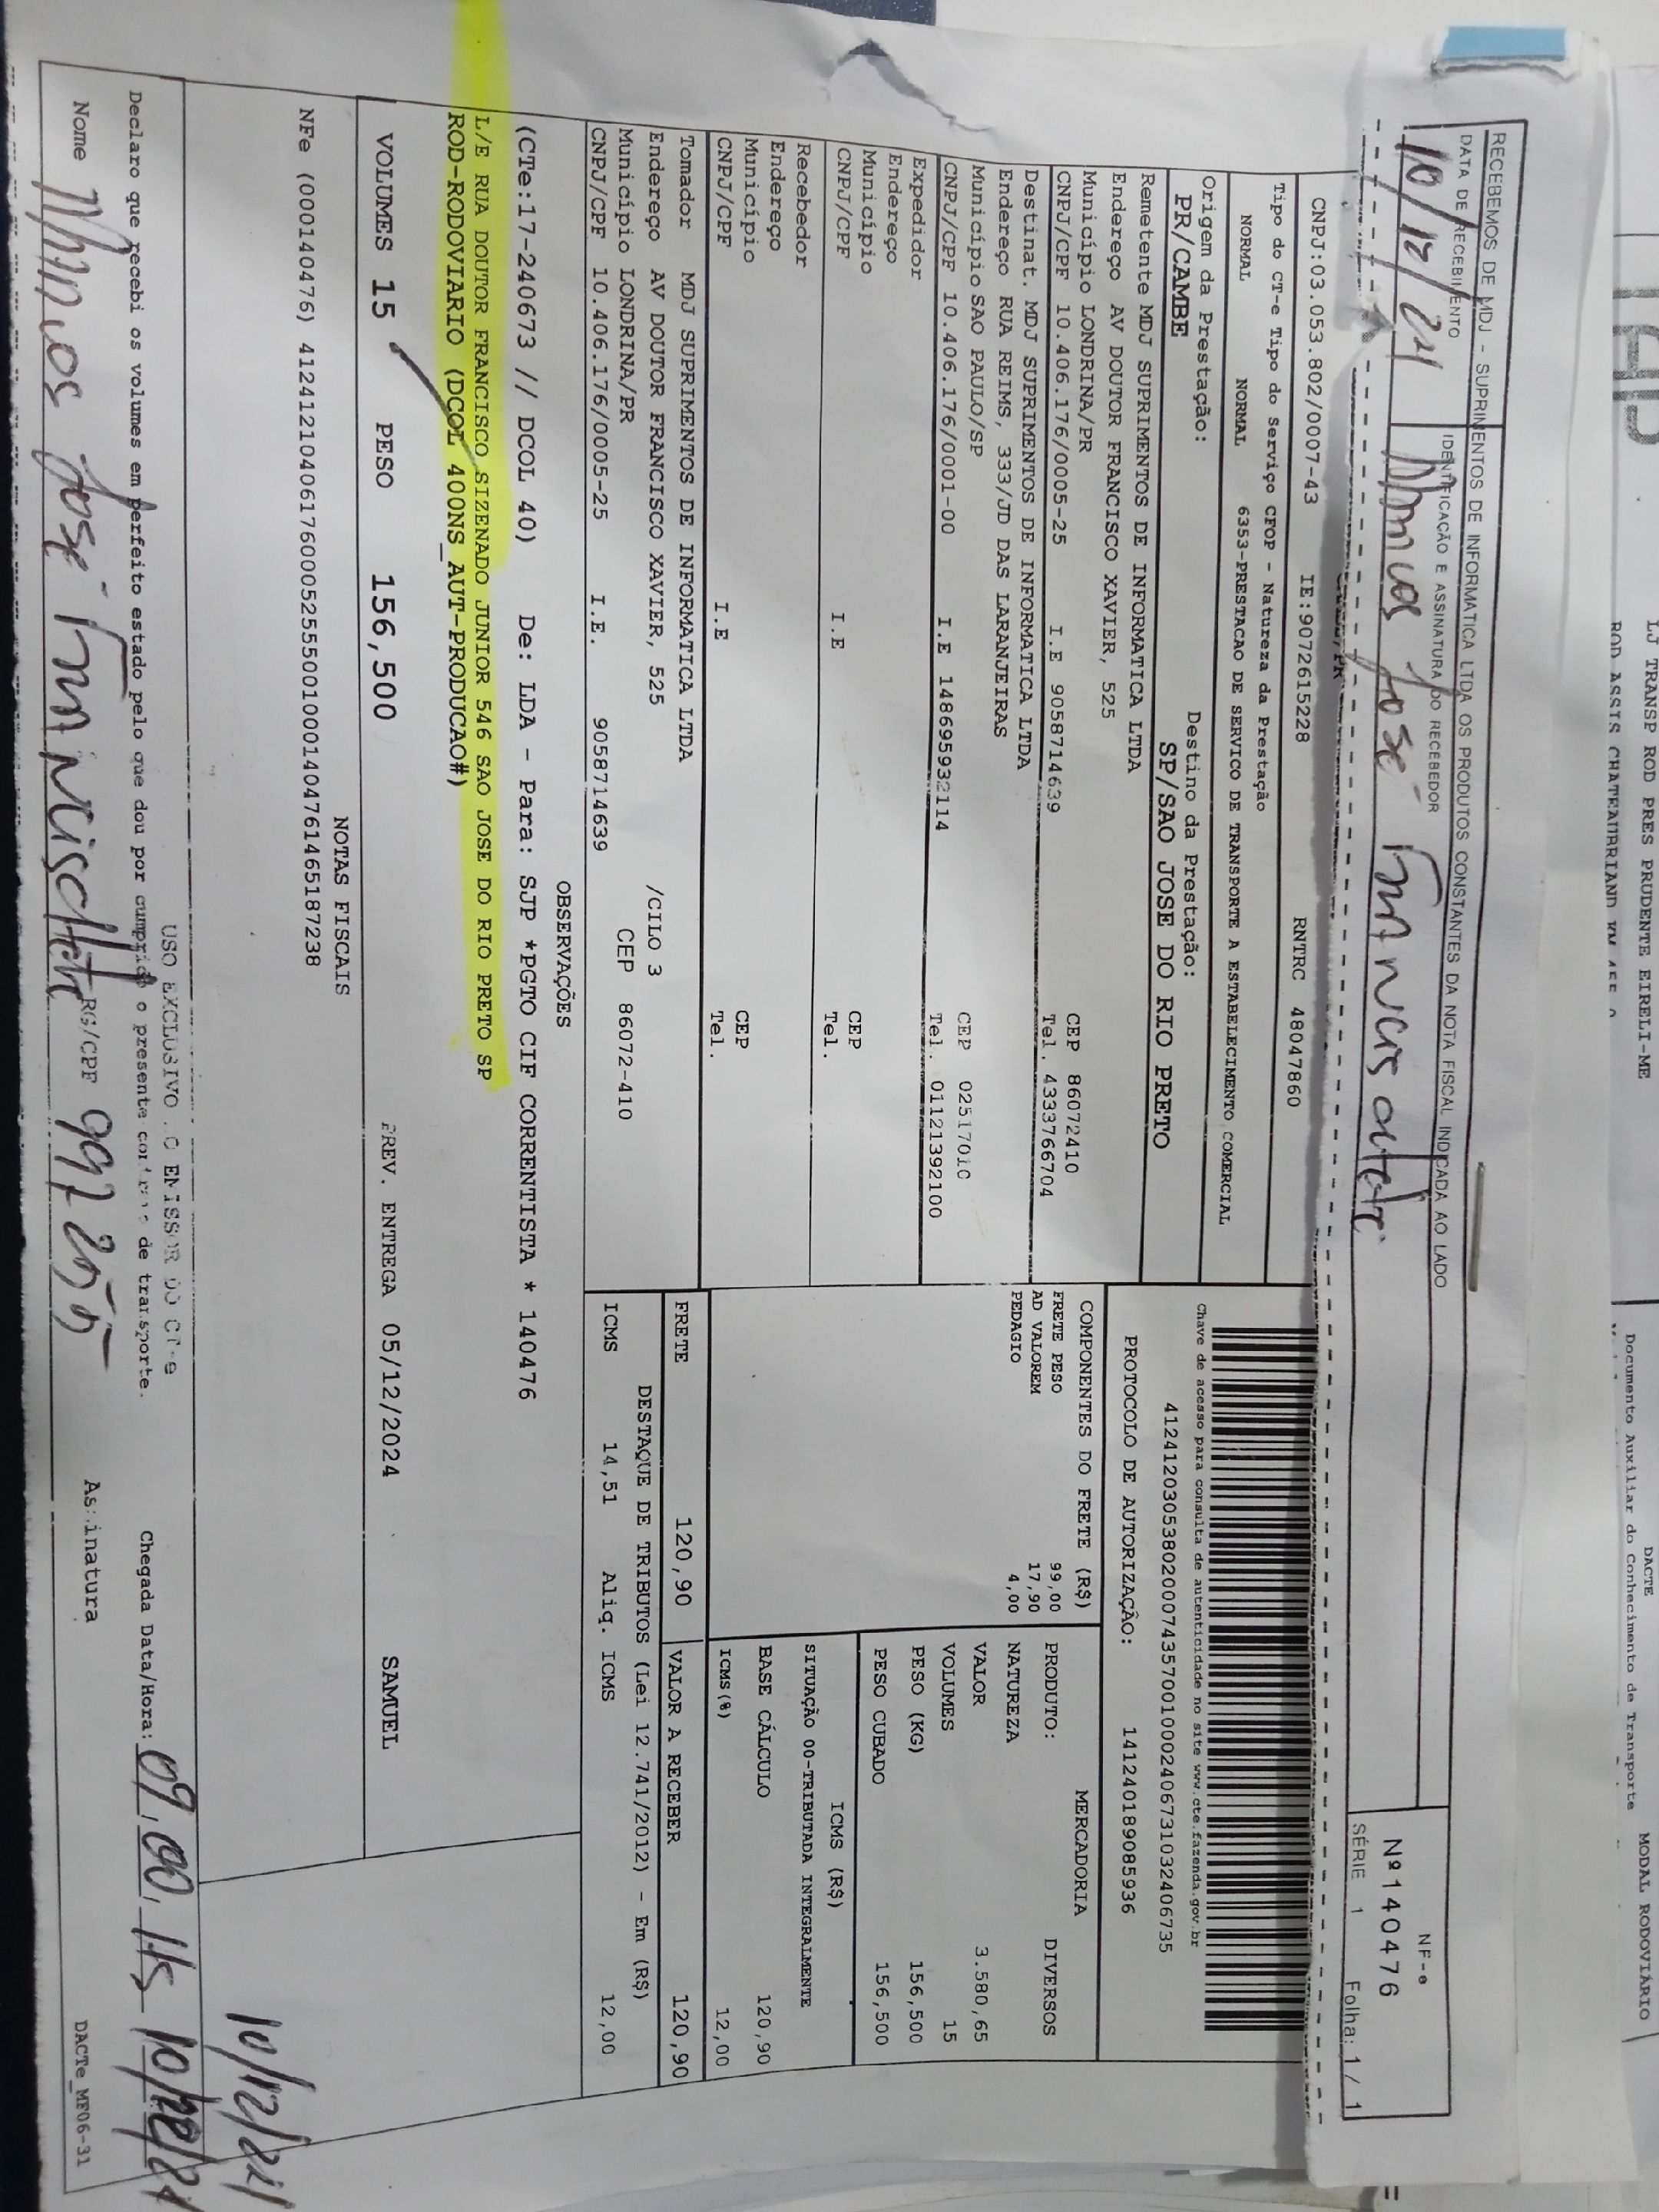 LJ TRANSP ROD PRES PRUDENTE EIRELI-ME
DACTE
MODAL RODOVIÁRIO
Documento Auxiliar do Conhecimento de Transporte
RECEBEMOS DE MDJ - SUPRIMENTOS DE INFORMATICA LTDA OS PRODUTOS CONSTANTES DA NOTA FISCAL INDICADA AO LADO
DATA DE RECEBIMENTO
IDENTIFICAÇÃO E ASSINATURA DO RECEBEDOR
10/12/24
José
NF-e
Nº 140476
SÉRIE 1 Folha: 1 / 1
CNPJ:03.053.802/0007-43 IE:9072615228 RNTRC 48047860
Tipo do CT-e Tipo do Serviço CFOP - Natureza da Prestação
NORMAL NORMAL 6353-PRESTACAO DE SERVICO DE TRANSPORTE A ESTABELECIMENTO COMERCIAL
Origem da Prestação: Destino da Prestação:
PR/CAMBE SP/SAO JOSE DO RIO PRETO
Chave de acesso para consulta de autenticidade no site www.cte.fazenda.gov.br
41241203053802000743570010002406731032406735
PROTOCOLO DE AUTORIZAÇÃO: 141240189085936
Remetente MDJ SUPRIMENTOS DE INFORMATICA LTDA
Endereço AV DOUTOR FRANCISCO XAVIER, 525
Município LONDRINA/PR CEP 86072410
CNPJ/CPF 10.406.176/0005-25 I.E 9058714639 Tel. 4333766704
Destinat. MDJ SUPRIMENTOS DE INFORMATICA LTDA
Endereço RUA REIMS, 333/JD DAS LARANJEIRAS
Município SAO PAULO/SP CEP 02517010
CNPJ/CPF 10.406.176/0001-00 I.E 148695932114 Tel. 01121392100
Expedidor
Endereço
Município CEP
CNPJ/CPF I.E Tel.
Recebedor
Endereço
Município CEP
CNPJ/CPF I.E Tel.
Tomador MDJ SUPRIMENTOS DE INFORMATICA LTDA
Endereço AV DOUTOR FRANCISCO XAVIER, 525 /CILO 3
Município LONDRINA/PR CEP 86072-410
CNPJ/CPF 10.406.176/0005-25 I.E. 9058714639
COMPONENTES DO FRETE (R$)
FRETE PESO 99,00
AD VALOREM 17,90
PEDAGIO 4,00
MERCADORIA
PRODUTO: DIVERSOS
NATUREZA
VALOR 3.580,65
VOLUMES 15
PESO (KG) 156,500
PESO CUBADO 156,500
ICMS (R$)
SITUAÇÃO 00-TRIBUTADA INTEGRALMENTE
BASE CÁLCULO 120,90
ICMS(%) 12,00
FRETE 120,90 VALOR A RECEBER 120,90
DESTAQUE DE TRIBUTOS (Lei 12.741/2012) - Em (R$)
ICMS 14,51 Aliq. ICMS 12,00
OBSERVAÇÕES
(CTe:17-240673 // DCOL 40) De: LDA - Para: SJP *PGTO CIF CORRENTISTA * 140476
L/E RUA DOUTOR FRANCISCO SIZENADO JUNIOR 546 SAO JOSE DO RIO PRETO SP
ROD-RODOVIARIO (DCOL 400NS_AUT-PRODUCAO#)
VOLUMES 15 PESO 156,500 PREV. ENTREGA 05/12/2024 SAMUEL
NOTAS FISCAIS
NFe (000140476) 41241210406176000525550010001404761465187238
10/12/24
USO EXCLUSIVO DO EMISSOR DO CT-e
Declaro que recebi os volumes em perfeito estado pelo que dou por cumprido o presente contrato de transporte.
Chegada Data/Hora: 09,00 hs 10/12/24
Nome José RG/CPF Assinatura
DACTe_MF06-31